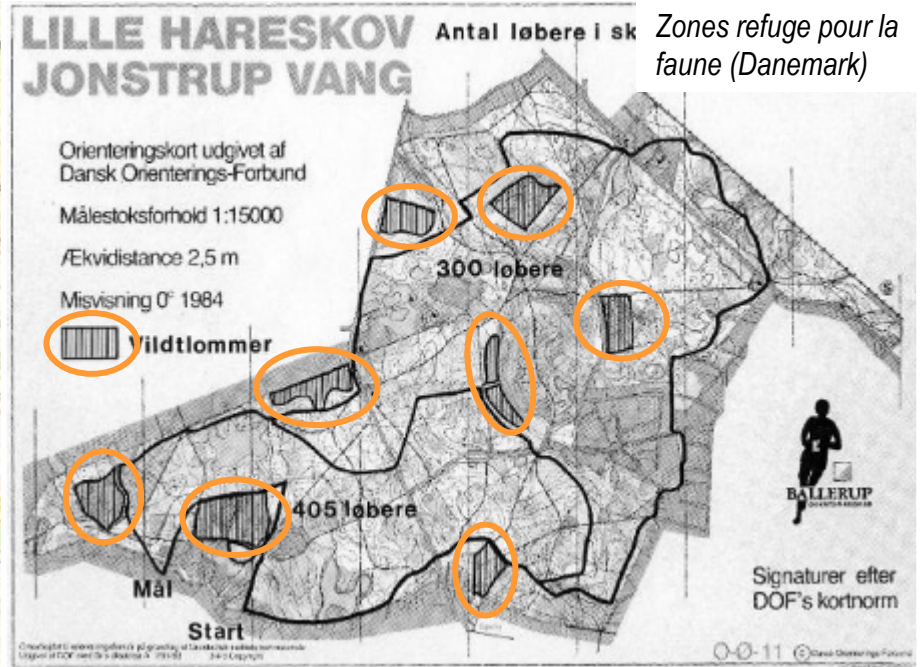 LILLE HARESKOV
JONSTRUP VANG
Antal løbere i sk
Zones refuge pour la
faune (Danemark)
Orienteringskort udgivet af
Dansk Orienterings-Forbund
Målestoksforhold 1:15000
Ækvidistance 2,5 m
Misvisning 0° 1984
Vildtlommer
300 løbere
405 løbere
Mål
Start
BALLERUP
Signaturer efter
DOF's kortnorm
O-Ø-11 ©